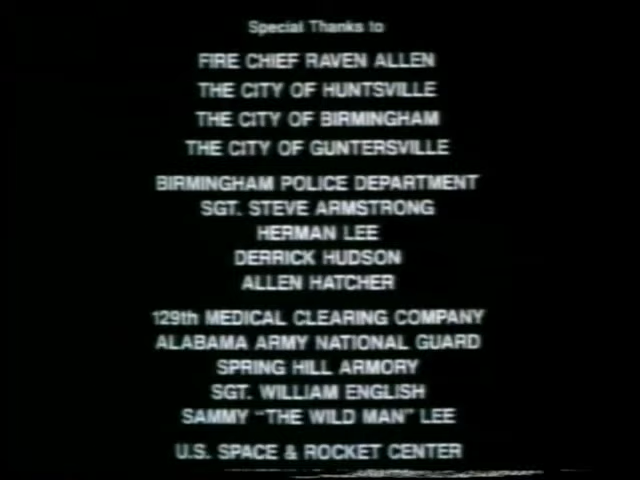 Special Thanks to
FIRE CHIEF RAVEN ALLEN
THE CITY OF HUNTSVILLE
THE CITY OF BIRMINGHAM
THE CITY OF GUNTERSVILLE
BIRMINGHAM POLICE DEPARTMENT
SGT. STEVE ARMSTRONG
HERMAN LEE
DERRICK HUDSON
ALLEN HATCHER
129th MEDICAL CLEARING COMPANY
ALABAMA ARMY NATIONAL GUARD
SPRING HILL ARMORY
SGT. WILLIAM ENGLISH
SAMMY "THE WILD MAN" LEE
U.S. SPACE & ROCKET CENTER